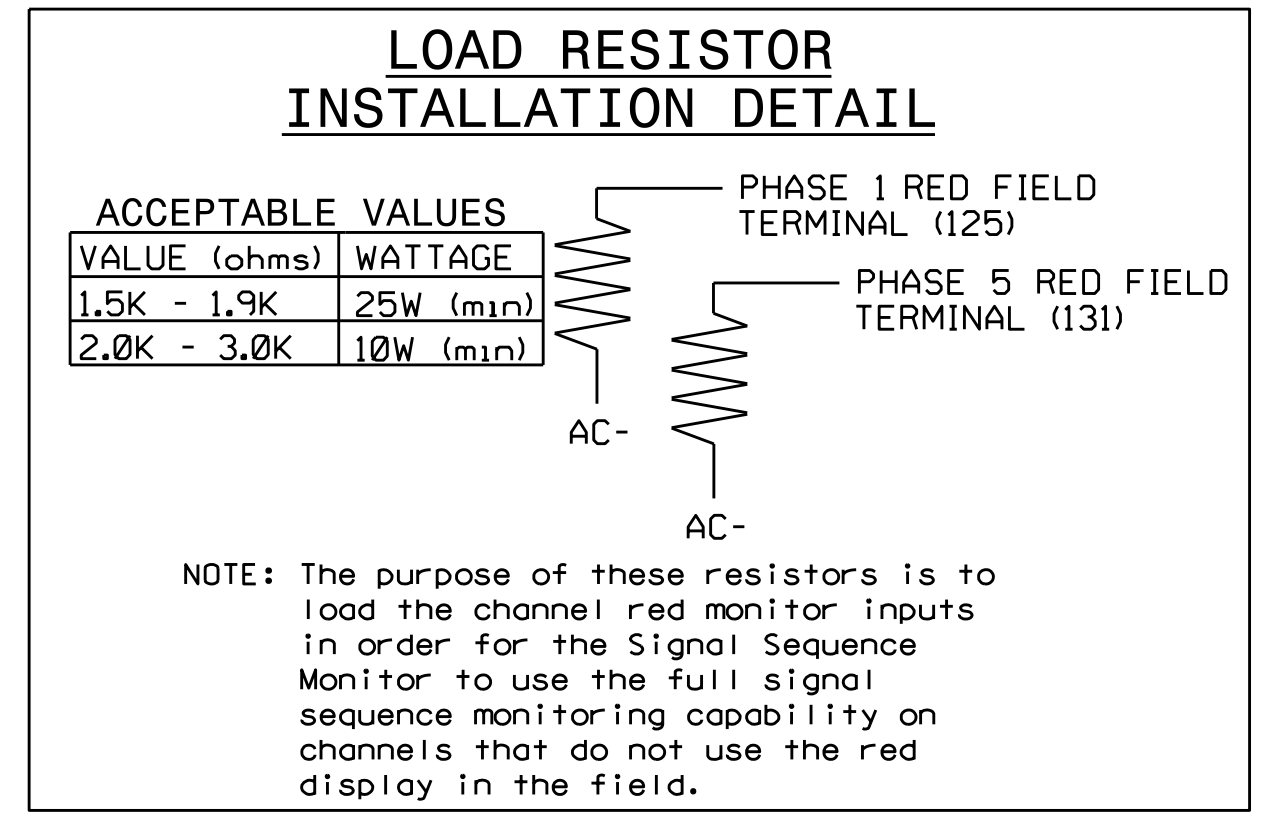 LOAD RESISTOR
INSTALLATION DETAIL
ACCEPTABLE VALUES
VALUE (ohms) WATTAGE
1.5K - 1.9K 25W (min)
2.0K - 3.0K 10W (min)
PHASE 1 RED FIELD
TERMINAL (125)
AC-
PHASE 5 RED FIELD
TERMINAL (131)
AC-
NOTE: The purpose of these resistors is to
load the channel red monitor inputs
in order for the Signal Sequence
Monitor to use the full signal
sequence monitoring capability on
channels that do not use the red
display in the field.